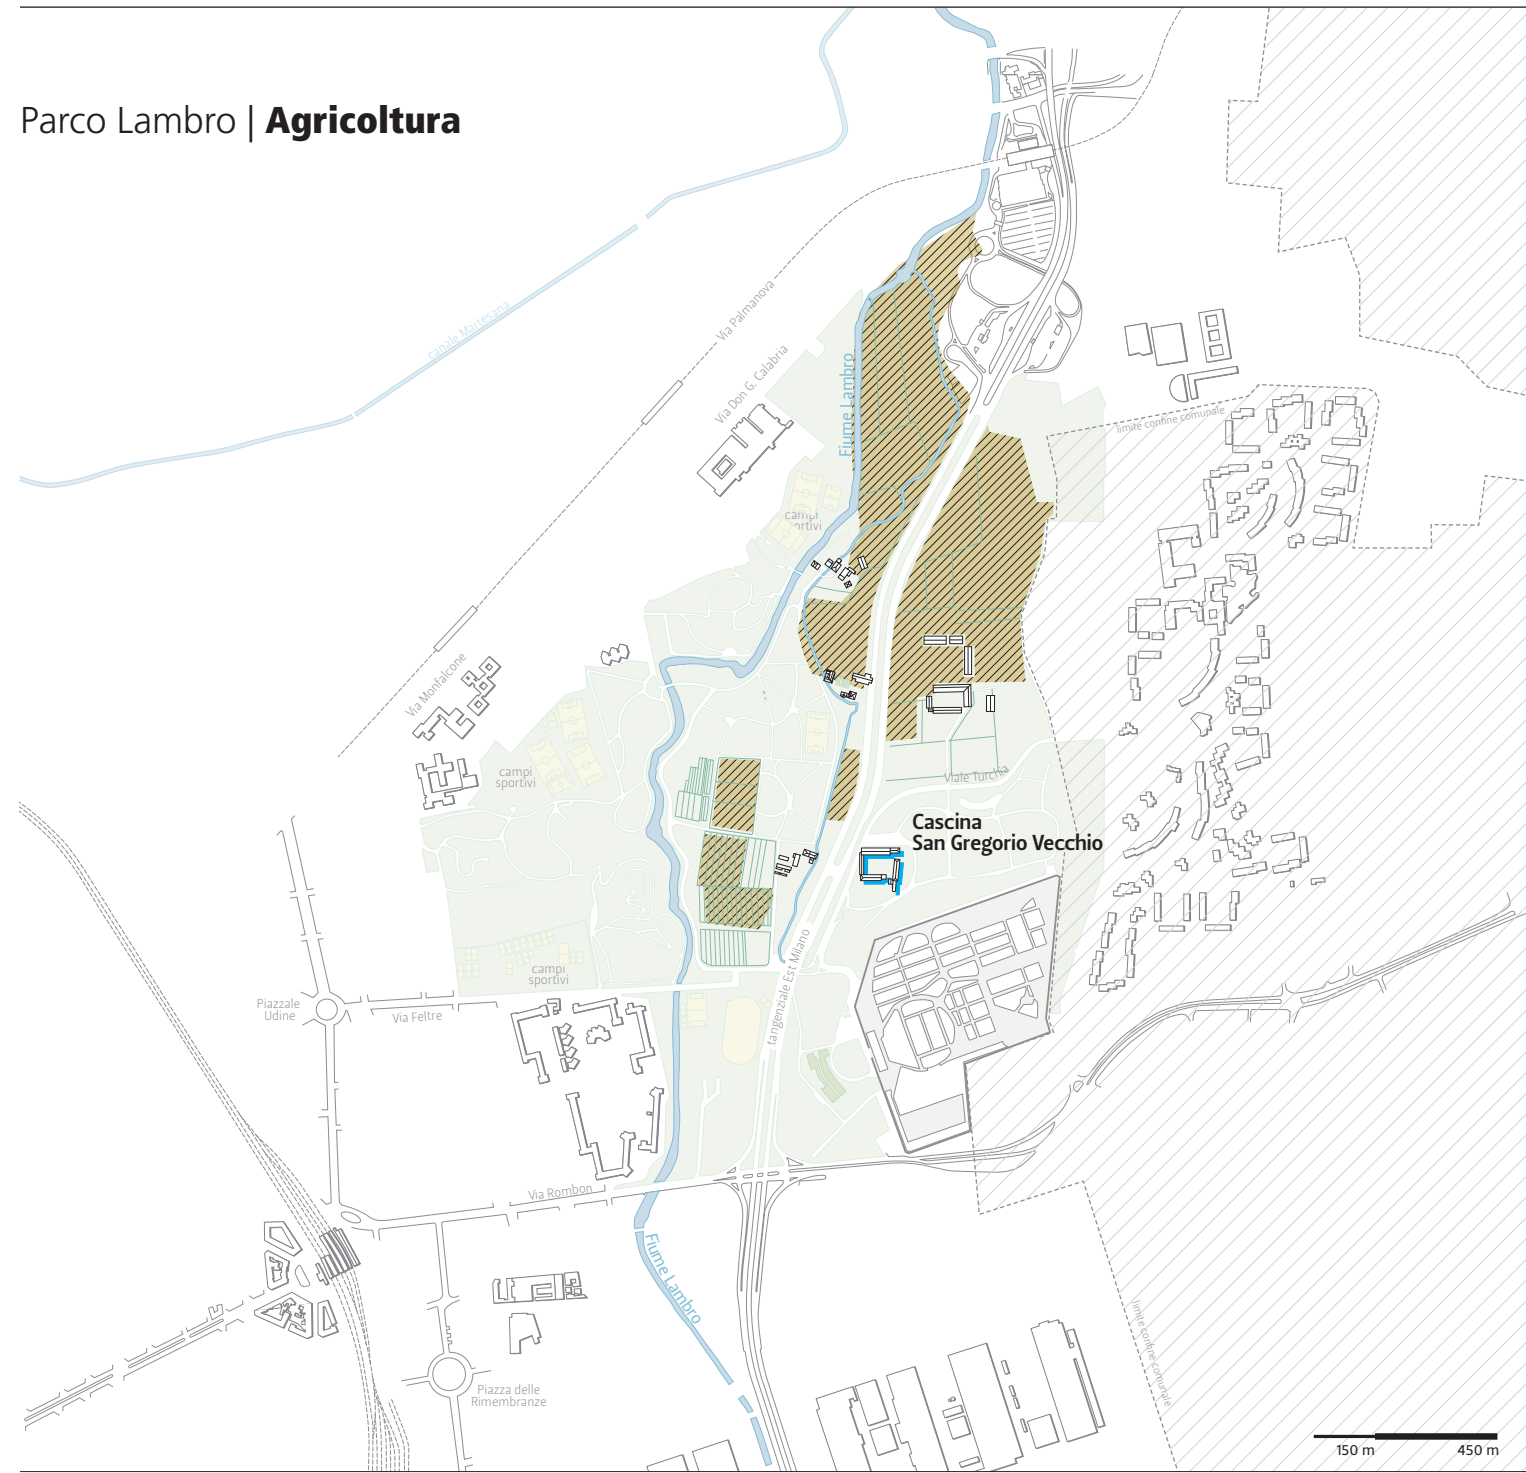 Parco Lambro | Agricoltura
canale Martesana
Via Palmanova
Via Don G. Calabria
Fiume Lambro
limite confine comunale
campi
sportivi
Via Monfalcone
campi
sportivi
Viale Turchia
Cascina
San Gregorio Vecchio
tangenziale Est Milano
campi
sportivi
Piazzale
Udine
Via Feltre
Via Rombon
Fiume Lambro
limite confine comunale
Piazza delle
Rimembranze
150 m
450 m